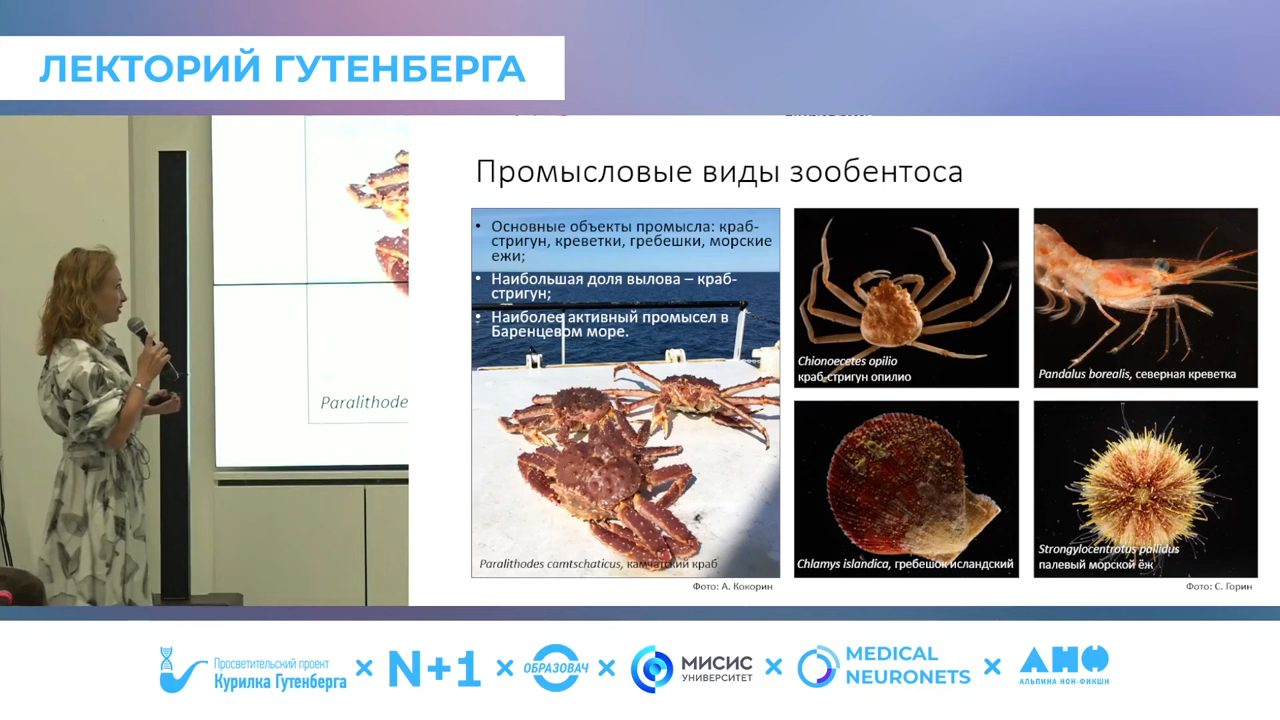 ЛЕКТОРИЙ ГУТЕНБЕРГА
Промысловые виды зообентоса
• Основные объекты промысла: краб-
стригун, креветки, гребешки, морские
ежи;
• Наибольшая доля вылова – краб-
стригун;
• Наиболее активный промысел в
Баренцевом море.
Paralithodes camtschaticus, камчатский краб
Фото: А. Кокорин
Chionoecetes opilio
краб-стригун опилио
Pandalus borealis, северная креветка
Chlamys islandica, гребешок исландский
Strongylocentrotus pallidus
палевый морской ёж
Фото: С. Горин
Paralithode
Просветительский проект
Курилка Гутенберга
× N+1 × ОБРАЗОВАЧ ×
МИСИС
УНИВЕРСИТЕТ
×
MEDICAL
NEURONETS
×
АНФ
АЛЬПИНА НОН-ФИКШН